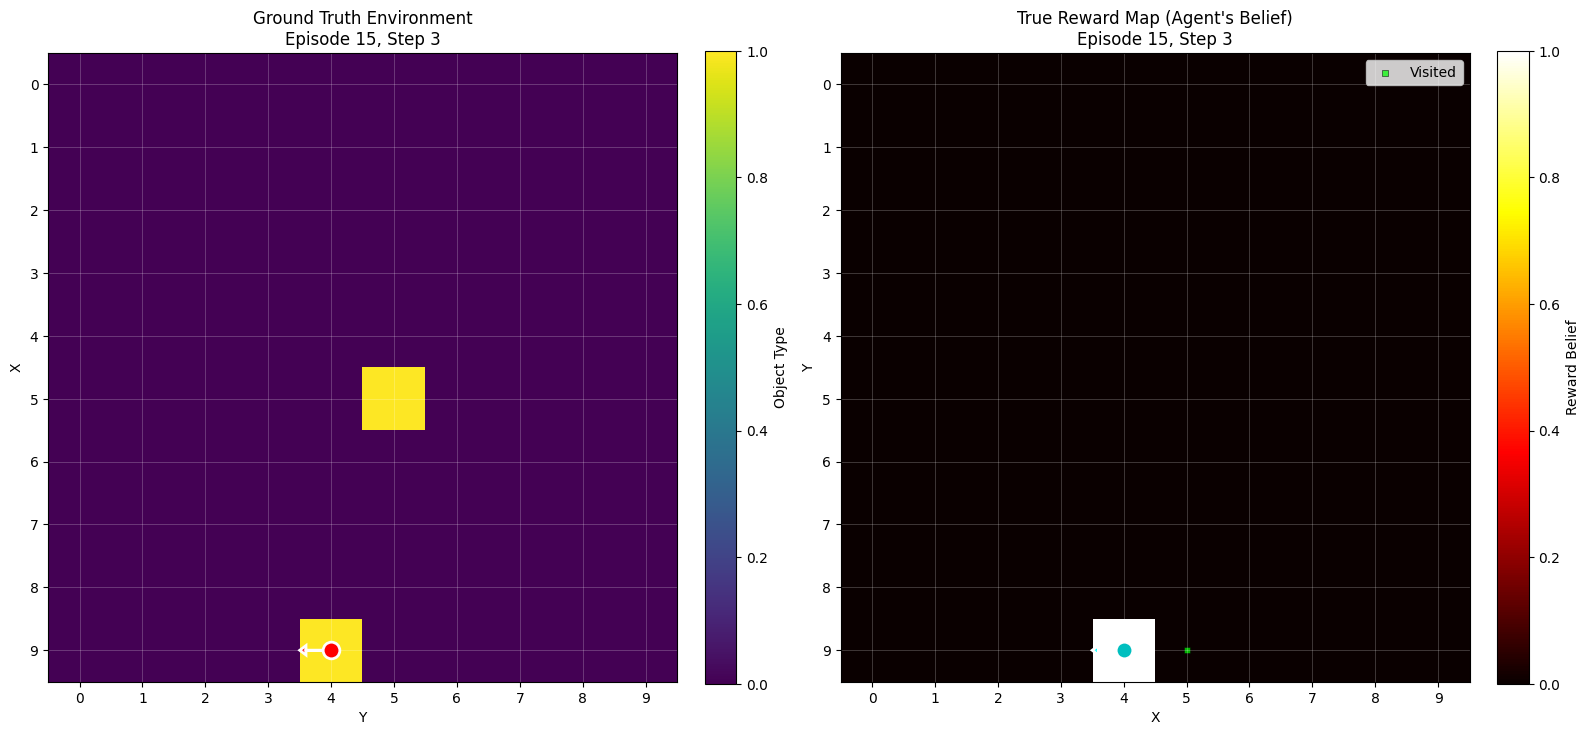 Ground Truth Environment
Episode 15, Step 3
0
1
2
3
4
5
6
7
8
9
X
0 1 2 3 4 5 6 7 8 9
Y
1.0
0.8
0.6
0.4
0.2
0.0
Object Type
True Reward Map (Agent's Belief)
Episode 15, Step 3
Visited
0
1
2
3
4
5
6
7
8
9
Y
0 1 2 3 4 5 6 7 8 9
X
1.0
0.8
0.6
0.4
0.2
0.0
Reward Belief